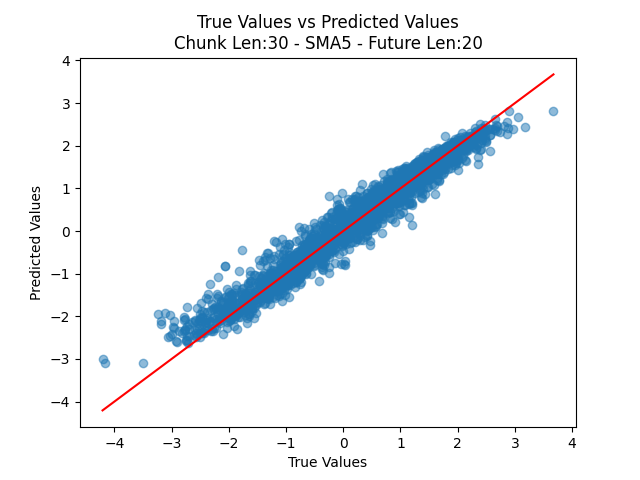 True Values vs Predicted Values
Chunk Len:30 - SMA5 - Future Len:20
4
3
2
1
0
−1
−2
−3
−4
Predicted Values
−4 −3 −2 −1 0 1 2 3 4
True Values